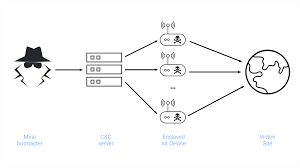 Mirai
botmaster
C&C
server
Enslaved
Iot Device
...
Victim
Site